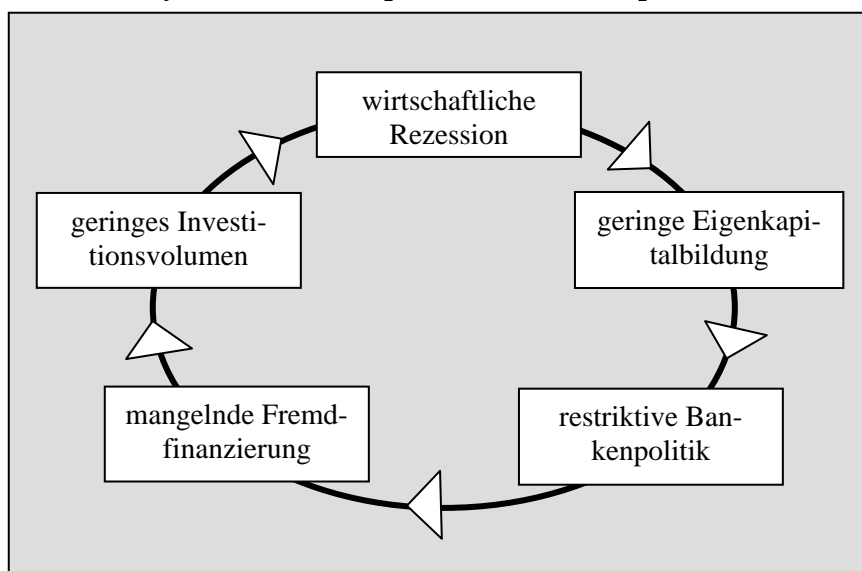 wirtschaftliche
Rezession
geringe Eigenkapi-
talbildung
restriktive Ban-
kenpolitik
mangelnde Fremd-
finanzierung
geringes Investi-
tionsvolumen